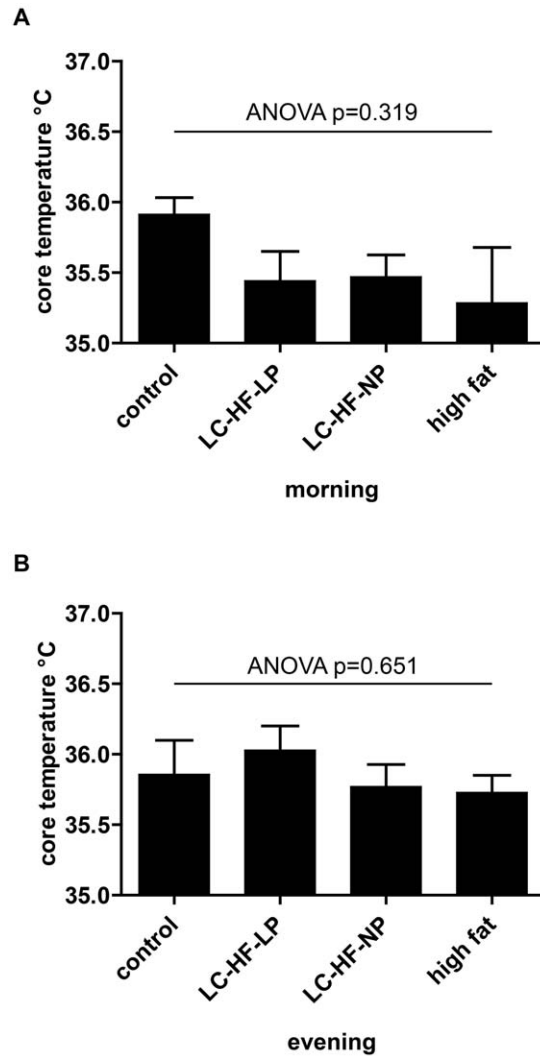 A
core temperature °C
37.0
36.5
36.0
35.5
35.0
ANOVA p=0.319
control
LC-HF-LP
LC-HF-NP
high fat
morning
B
core temperature °C
37.0
36.5
36.0
35.5
35.0
ANOVA p=0.651
control
LC-HF-LP
LC-HF-NP
high fat
evening